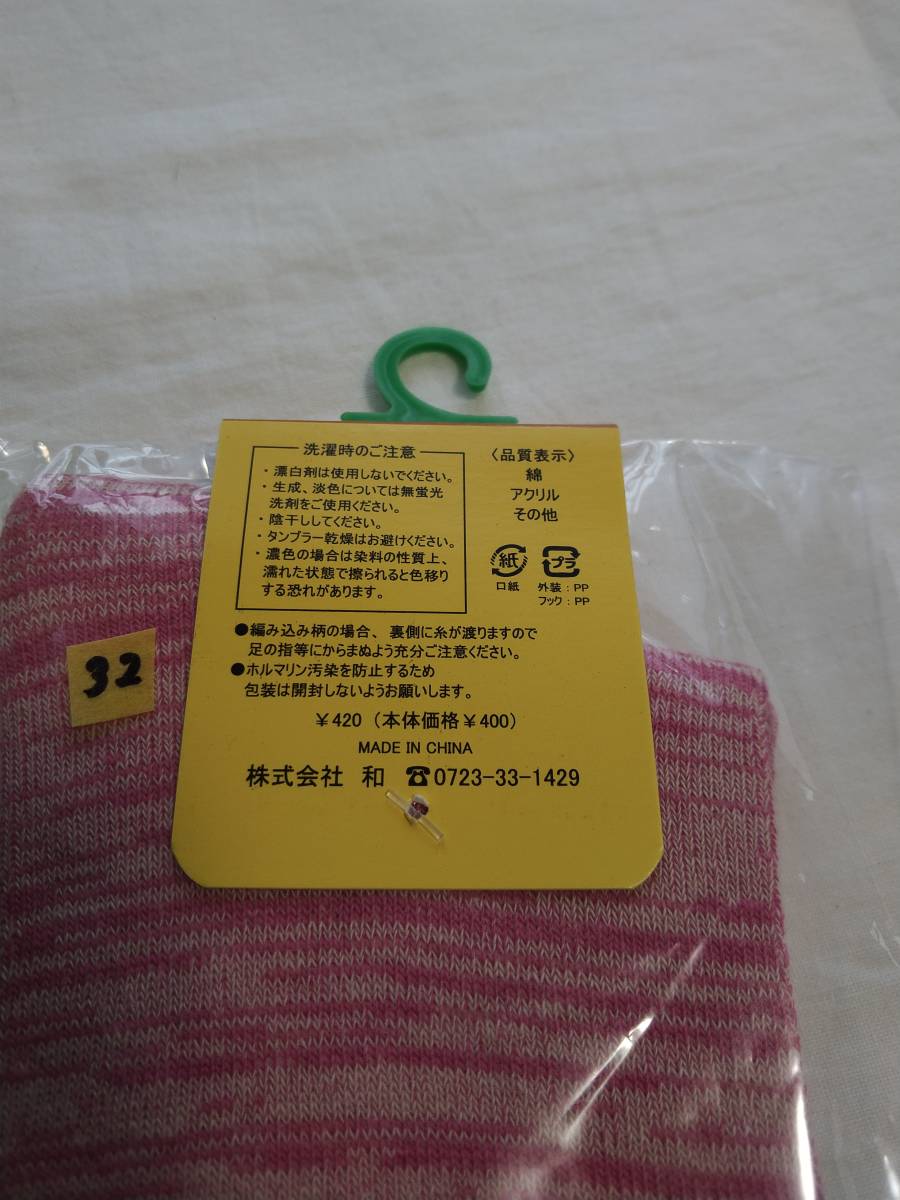 洗濯時のご注意
・漂白剤は使用しないでください。
・生成、淡色については無蛍光
洗剤をご使用ください。
・陰干ししてください。
・タンブラー乾燥はお避けください。
・濃色の場合は染料の性質上、
濡れた状態で擦られると色移り
する恐れがあります。
〈品質表示〉
綿
アクリル
その他
紙
プラ
口紙
外装：PP
フック：PP
●編み込み柄の場合、裏側に糸が渡りますので
足の指等にからまぬよう充分ご注意ください。
●ホルマリン汚染を防止するため
包装は開封しないようお願いします。
￥420（本体価格￥400）
MADE IN CHINA
株式会社 和 ☎0723-33-1429
32